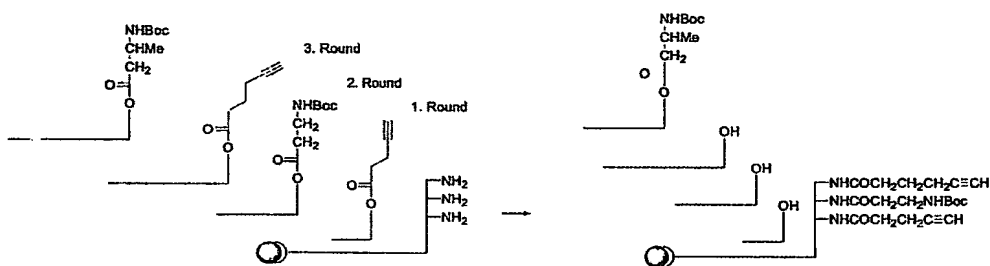 NHBoc
CHMe
CH₂
O
O
3. Round
O
O
2. Round
NHBoc
CH₂
CH₂
O
O
1. Round
O
O
NH₂
NH₂
NH₂
NHBoc
CHMe
CH₂
O
O
OH
OH
OH
NHCOCH₂CH₂CH₂C≡CH
NHCOCH₂CH₂NHBoc
NHCOCH₂CH₂C≡CH